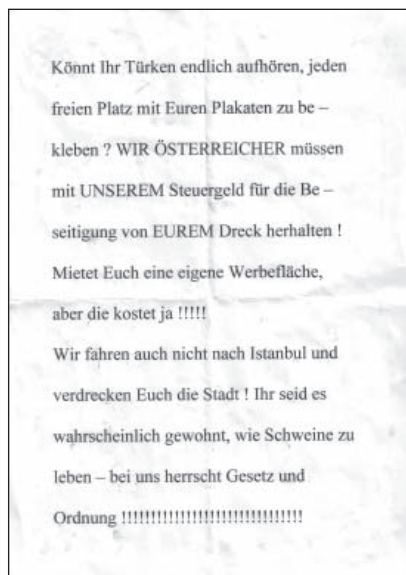 Könnt Ihr Türken endlich aufhören, jeden
freien Platz mit Euren Plakaten zu be –
kleben ? WIR ÖSTERREICHER müssen
mit UNSEREM Steuergeld für die Be –
seitigung von EUREM Dreck herhalten !
Mietet Euch eine eigene Werbefläche,
aber die kostet ja !!!!!
Wir fahren auch nicht nach Istanbul und
verdrecken Euch die Stadt ! Ihr seid es
wahrscheinlich gewohnt, wie Schweine zu
leben – bei uns herrscht Gesetz und
Ordnung !!!!!!!!!!!!!!!!!!!!!!!!!!!!!!!!